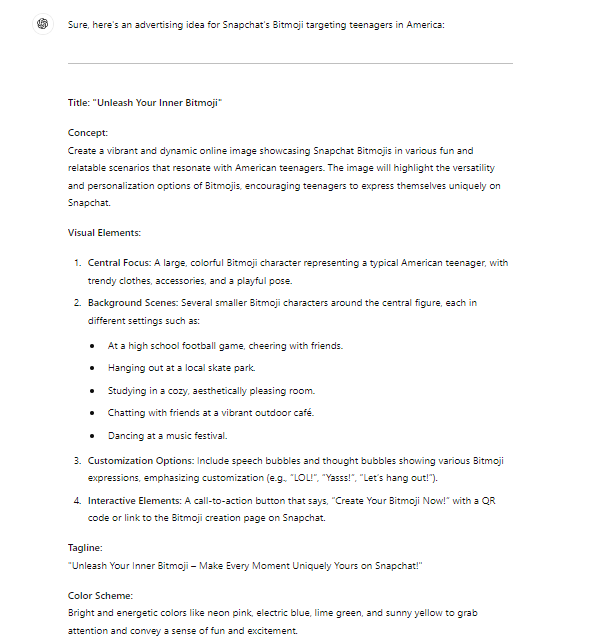 Sure, here's an advertising idea for Snapchat's Bitmoji targeting teenagers in America:
Title: "Unleash Your Inner Bitmoji"
Concept:
Create a vibrant and dynamic online image showcasing Snapchat Bitmojis in various fun and
relatable scenarios that resonate with American teenagers. The image will highlight the versatility
and personalization options of Bitmojis, encouraging teenagers to express themselves uniquely on
Snapchat.
Visual Elements:
1. Central Focus: A large, colorful Bitmoji character representing a typical American teenager, with
trendy clothes, accessories, and a playful pose.
2. Background Scenes: Several smaller Bitmoji characters around the central figure, each in
different settings such as:
• At a high school football game, cheering with friends.
• Hanging out at a local skate park.
• Studying in a cozy, aesthetically pleasing room.
• Chatting with friends at a vibrant outdoor café.
• Dancing at a music festival.
3. Customization Options: Include speech bubbles and thought bubbles showing various Bitmoji
expressions, emphasizing customization (e.g., "LOL!", "Yasss!", "Let's hang out!").
4. Interactive Elements: A call-to-action button that says, "Create Your Bitmoji Now!" with a QR
code or link to the Bitmoji creation page on Snapchat.
Tagline:
"Unleash Your Inner Bitmoji – Make Every Moment Uniquely Yours on Snapchat!"
Color Scheme:
Bright and energetic colors like neon pink, electric blue, lime green, and sunny yellow to grab
attention and convey a sense of fun and excitement.